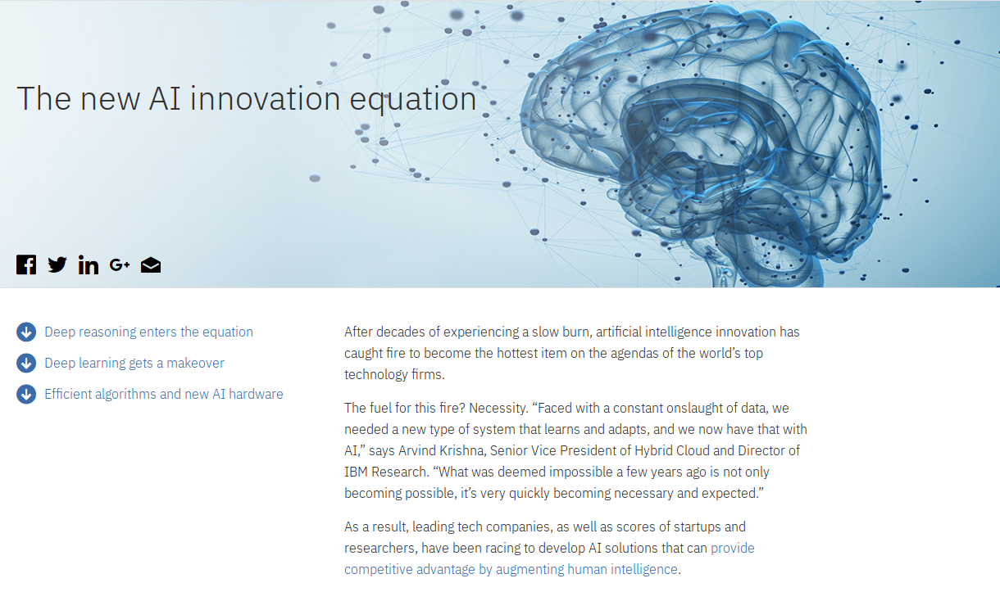 The new AI innovation equation
Deep reasoning enters the equation
Deep learning gets a makeover
Efficient algorithms and new AI hardware
After decades of experiencing a slow burn, artificial intelligence innovation has
caught fire to become the hottest item on the agendas of the world’s top
technology firms.
The fuel for this fire? Necessity. “Faced with a constant onslaught of data, we
needed a new type of system that learns and adapts, and we now have that with
AI,” says Arvind Krishna, Senior Vice President of Hybrid Cloud and Director of
IBM Research. “What was deemed impossible a few years ago is not only
becoming possible, it’s very quickly becoming necessary and expected.”
As a result, leading tech companies, as well as scores of startups and
researchers, have been racing to develop AI solutions that can provide
competitive advantage by augmenting human intelligence.